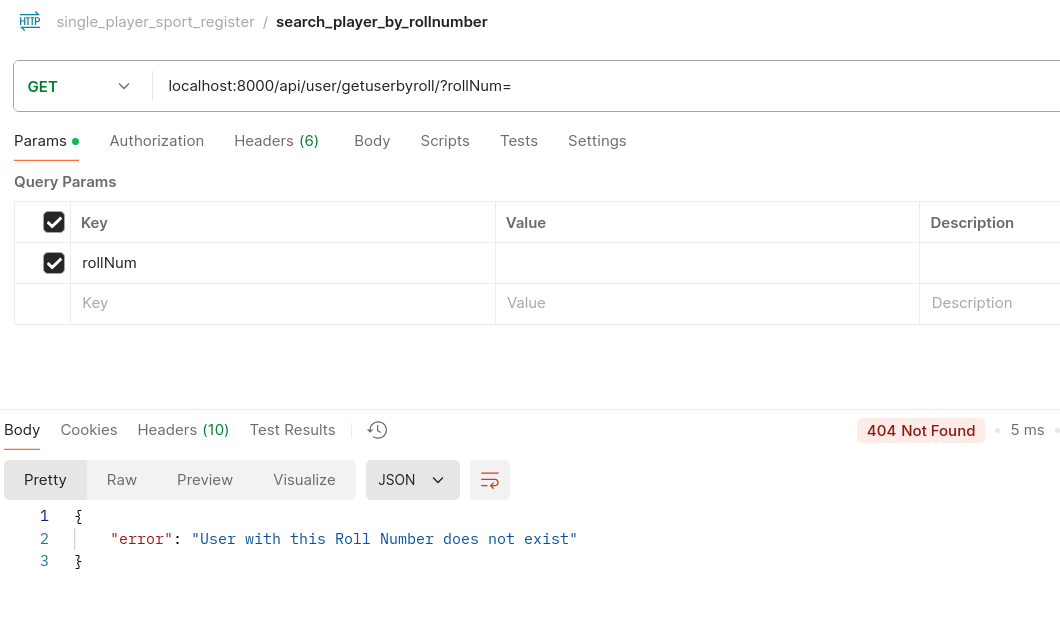 HTTP single_player_sport_register / search_player_by_rollnumber
GET localhost:8000/api/user/getuserbyroll/?rollNum=
Params Authorization Headers (6) Body Scripts Tests Settings
Query Params
Key Value Description
rollNum
Key Value Description
Body Cookies Headers (10) Test Results 404 Not Found 5 ms
Pretty Raw Preview Visualize JSON
1 {
2 "error": "User with this Roll Number does not exist"
3 }